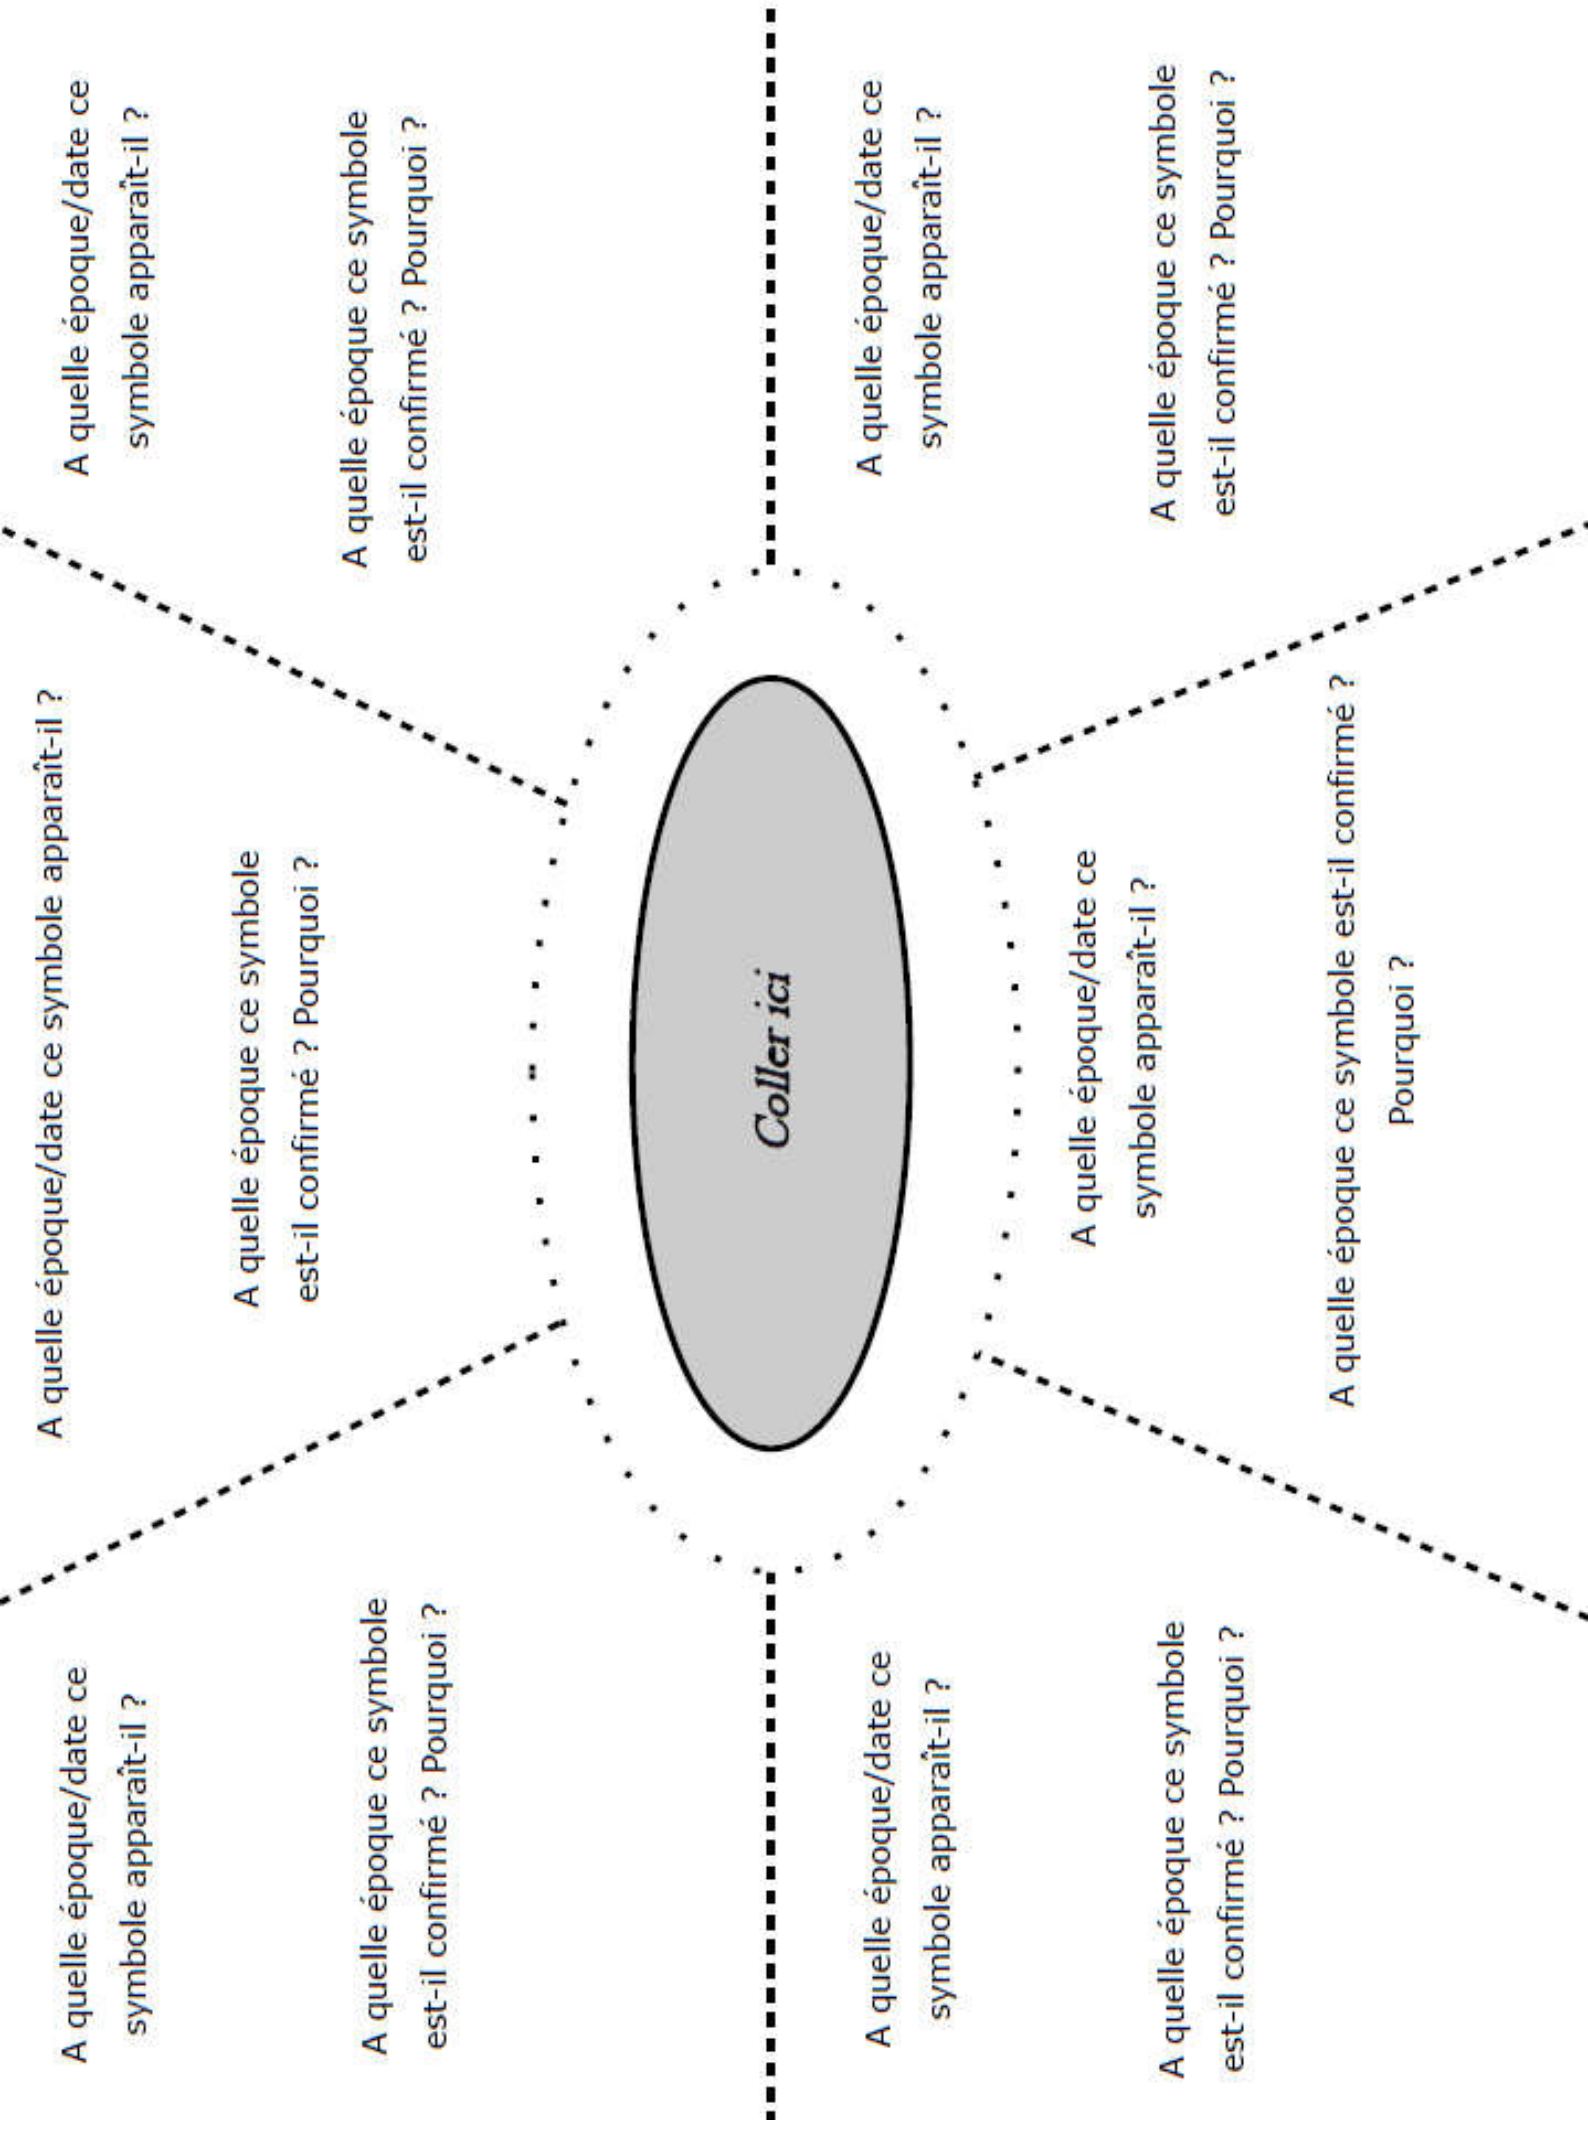 A quelle époque/date ce
symbole apparaît-il ?
A quelle époque ce symbole
est-il confirmé ? Pourquoi ?
A quelle époque/date ce symbole apparaît-il ?
A quelle époque ce symbole
est-il confirmé ? Pourquoi ?
A quelle époque/date ce
symbole apparaît-il ?
A quelle époque ce symbole
est-il confirmé ? Pourquoi ?
Coller ici
A quelle époque/date ce
symbole apparaît-il ?
A quelle époque ce symbole
est-il confirmé ? Pourquoi ?
A quelle époque/date ce
symbole apparaît-il ?
A quelle époque ce symbole est-il confirmé ?
Pourquoi ?
A quelle époque/date ce
symbole apparaît-il ?
A quelle époque ce symbole
est-il confirmé ? Pourquoi ?